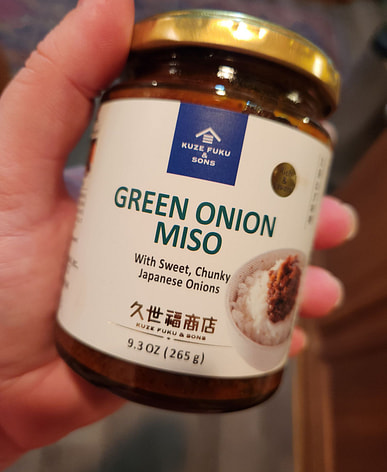 KUZE FUKU
& SONS
GREEN ONION
MISO
With Sweet, Chunky
Japanese Onions
久世福商店
KUZE FUKU & SONS
9.3 OZ (265 g)